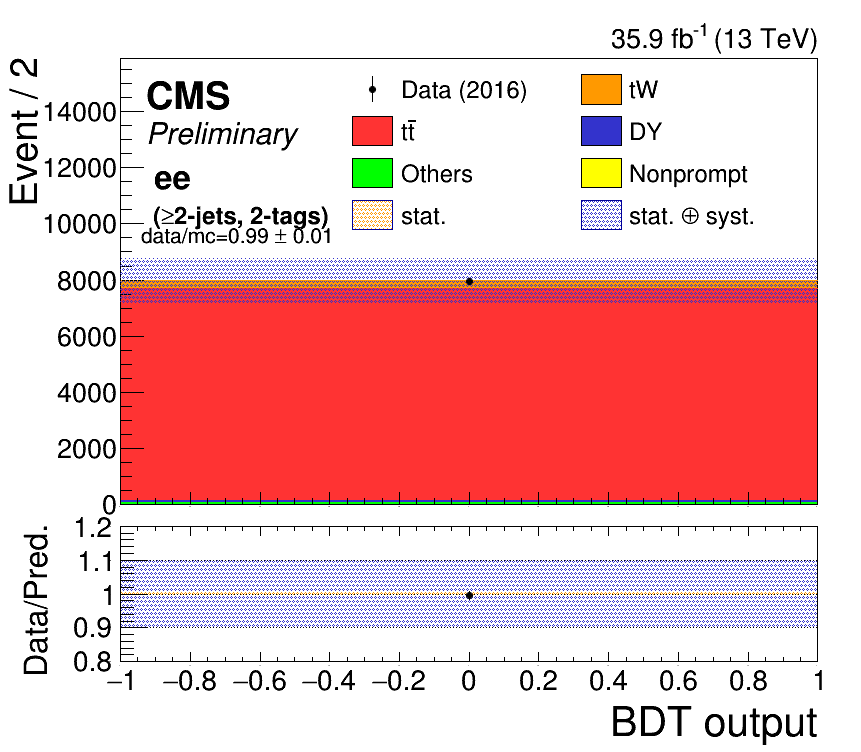 35.9 fb-1 (13 TeV)
Event / 2
CMS
Preliminary
ee
(≥2-jets, 2-tags)
data/mc=0.99 ± 0.01
Data (2016)
tW
tt̄
DY
Others
Nonprompt
stat.
stat. ⊕ syst.
14000
12000
10000
8000
6000
4000
2000
0
Data/Pred.
1.2
1.1
1
0.9
0.8
−1 −0.8 −0.6 −0.4 −0.2 0 0.2 0.4 0.6 0.8 1
BDT output